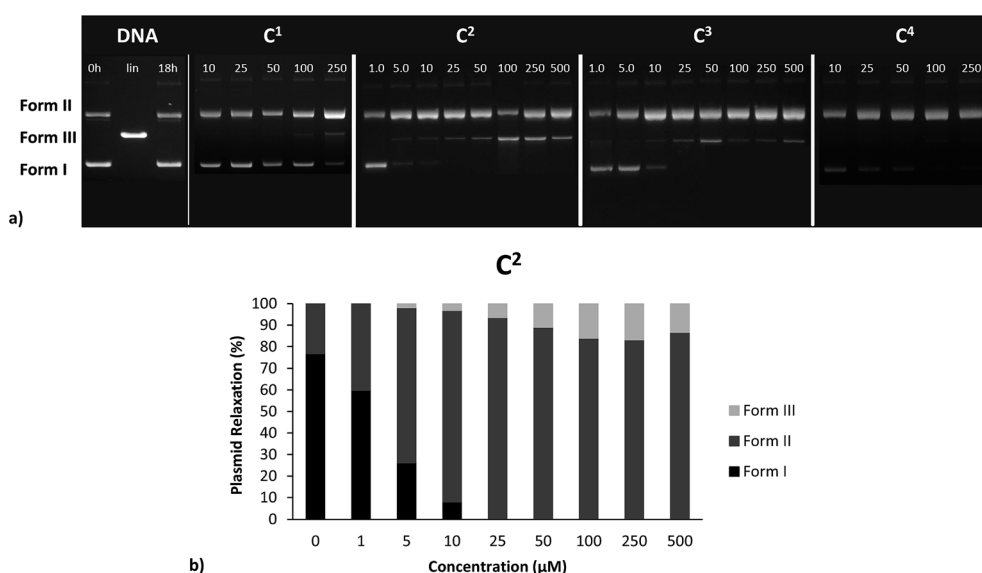 DNA C¹ C² C³ C⁴
0h lin 18h 10 25 50 100 250 1.0 5.0 10 25 50 100 250 500 1.0 5.0 10 25 50 100 250 500 10 25 50 100 250
Form II
Form III
Form I
a)
C²
100
90
80
70
60
50
40
30
20
10
0
Plasmid Relaxation (%)
Form III
Form II
Form I
0 1 5 10 25 50 100 250 500
b) Concentration (µM)